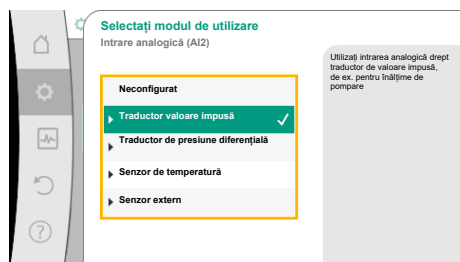 Selectați modul de utilizare
Intrare analogică (AI2)
Neconfigurat
Traductor valoare impusă
Traductor de presiune diferențială
Senzor de temperatură
Senzor extern
Utilizați intrarea analogică drept
traductor de valoare impusă,
de ex. pentru înălțime de
pompare
?